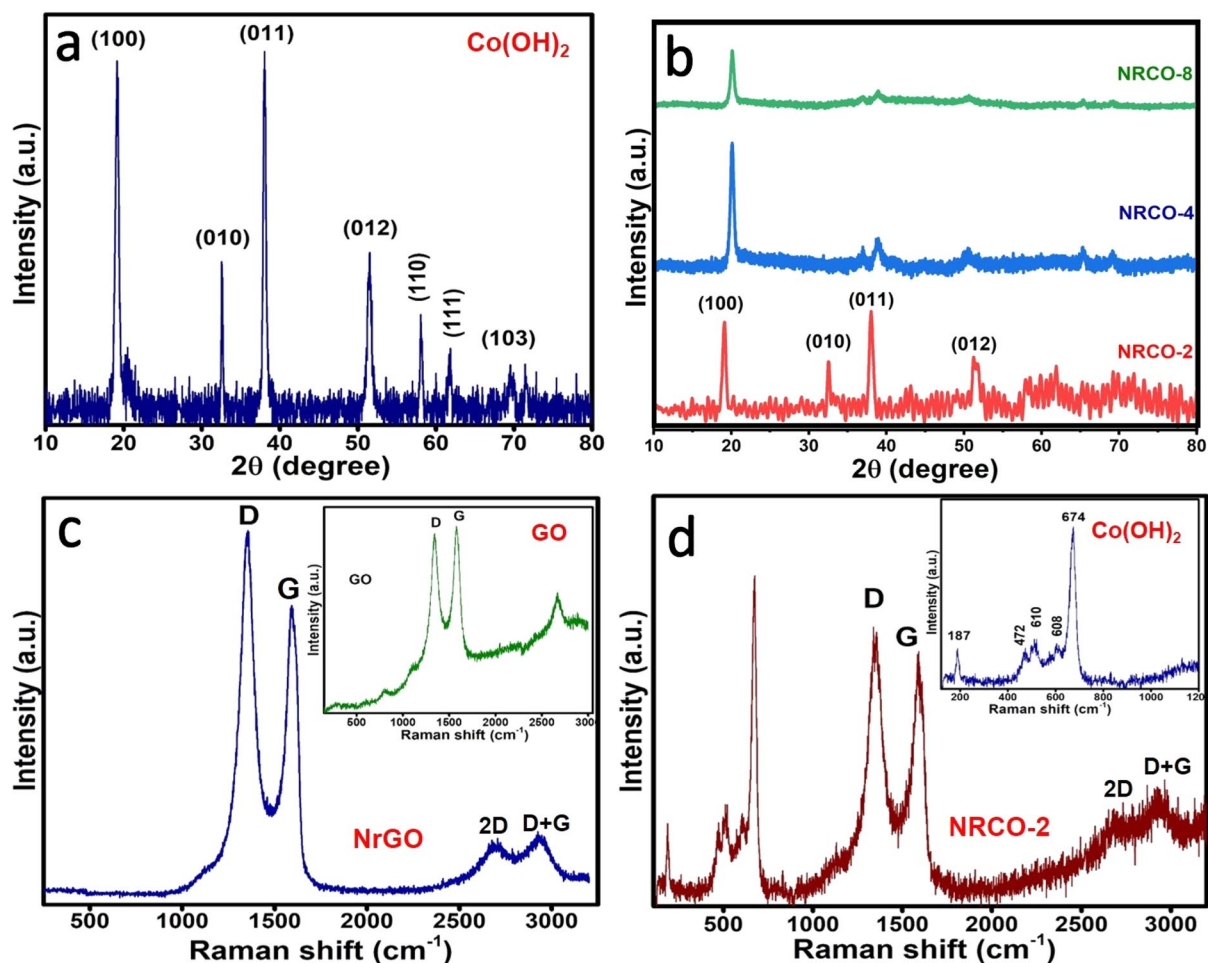 a
(100)
(011)
Co(OH)₂
(010)
(012)
(110)
(111)
(103)
Intensity (a.u.)
10 20 30 40 50 60 70 80
2θ (degree)
b
NRCO-8
NRCO-4
NRCO-2
(100)
(010)
(011)
(012)
Intensity (a.u.)
10 20 30 40 50 60 70 80
2θ (degree)
c
D
G
2D
D+G
NrGO
Intensity (a.u.)
500 1000 1500 2000 2500 3000
Raman shift (cm⁻¹)
D
G
GO
GO
Intensity (a.u.)
500 1000 1500 2000 2500 3000
Raman shift (cm⁻¹)
d
D
G
2D
D+G
NRCO-2
Intensity (a.u.)
500 1000 1500 2000 2500 3000
Raman shift (cm⁻¹)
674
Co(OH)₂
187
472
610
608
Intensity (a.u.)
200 400 600 800 1000 1200
Raman shift (cm⁻¹)